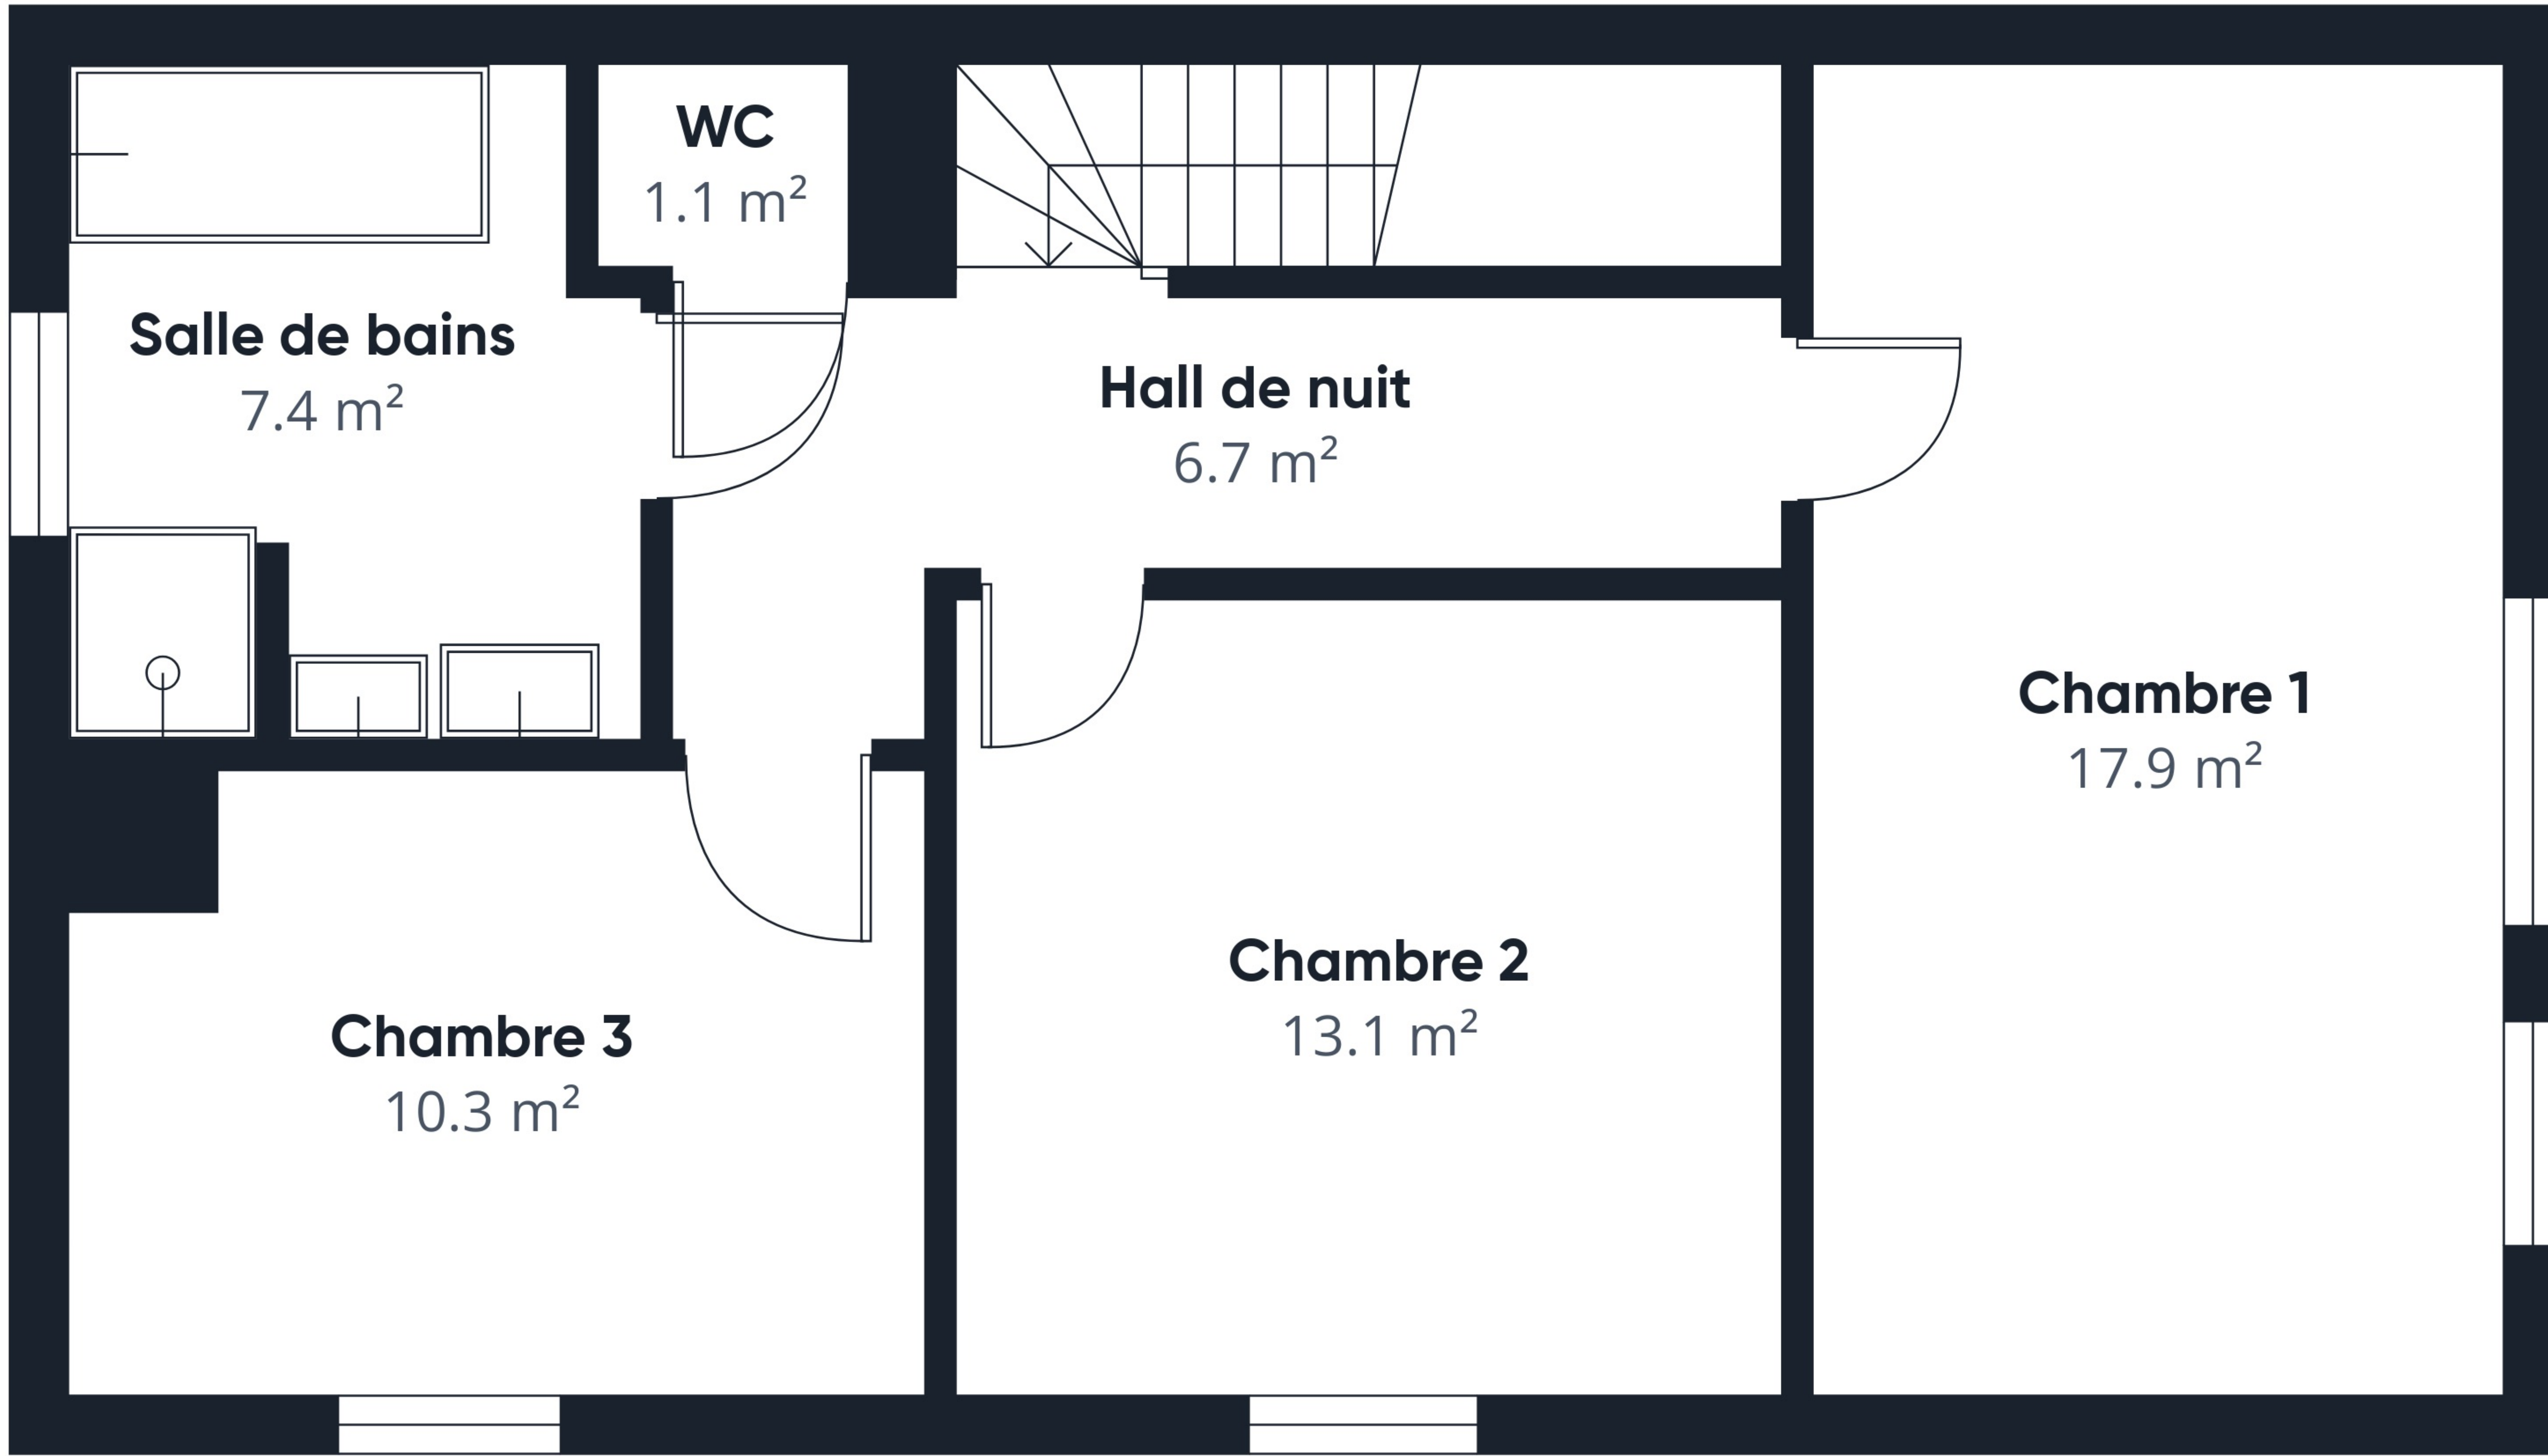 WC
1.1 m²
Salle de bains
7.4 m²
Hall de nuit
6.7 m²
Chambre 1
17.9 m²
Chambre 2
13.1 m²
Chambre 3
10.3 m²